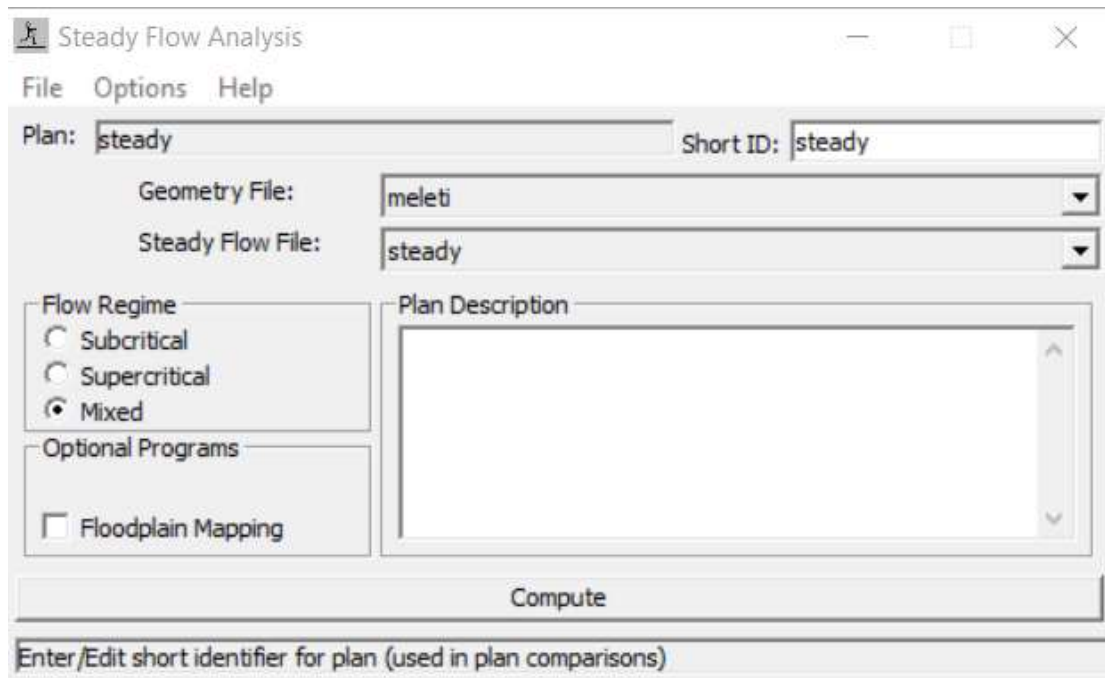 Steady Flow Analysis
File Options Help
Plan: steady Short ID: steady
Geometry File: meleti
Steady Flow File: steady
Flow Regime
Subcritical
Supercritical
Mixed
Optional Programs
Floodplain Mapping
Plan Description
Compute
Enter/Edit short identifier for plan (used in plan comparisons)